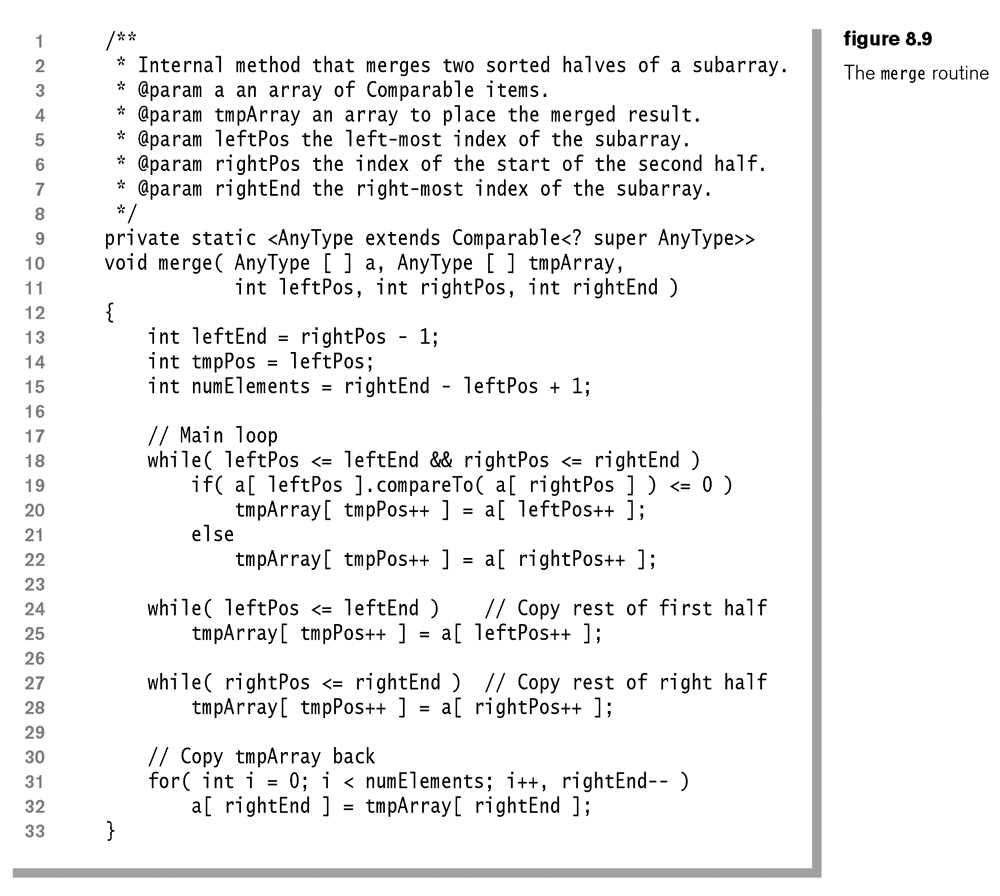 1 /**
2 * Internal method that merges two sorted halves of a subarray.
3 * @param a an array of Comparable items.
4 * @param tmpArray an array to place the merged result.
5 * @param leftPos the left-most index of the subarray.
6 * @param rightPos the index of the start of the second half.
7 * @param rightEnd the right-most index of the subarray.
8 */
9 private static <AnyType extends Comparable<? super AnyType>>
10 void merge( AnyType [ ] a, AnyType [ ] tmpArray,
11 int leftPos, int rightPos, int rightEnd )
12 {
13 int leftEnd = rightPos - 1;
14 int tmpPos = leftPos;
15 int numElements = rightEnd - leftPos + 1;
16
17 // Main loop
18 while( leftPos <= leftEnd && rightPos <= rightEnd )
19 if( a[ leftPos ].compareTo( a[ rightPos ] ) <= 0 )
20 tmpArray[ tmpPos++ ] = a[ leftPos++ ];
21 else
22 tmpArray[ tmpPos++ ] = a[ rightPos++ ];
23
24 while( leftPos <= leftEnd ) // Copy rest of first half
25 tmpArray[ tmpPos++ ] = a[ leftPos++ ];
26
27 while( rightPos <= rightEnd ) // Copy rest of right half
28 tmpArray[ tmpPos++ ] = a[ rightPos++ ];
29
30 // Copy tmpArray back
31 for( int i = 0; i < numElements; i++, rightEnd-- )
32 a[ rightEnd ] = tmpArray[ rightEnd ];
33 }
figure 8.9
The merge routine